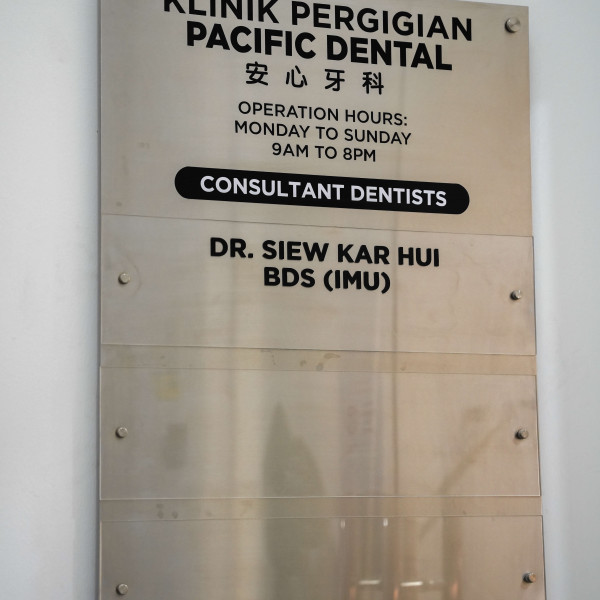 KLINIK PERGIGIAN
PACIFIC DENTAL
安心牙科
OPERATION HOURS:
MONDAY TO SUNDAY
9AM TO 8PM
CONSULTANT DENTISTS
DR. SIEW KAR HUI
BDS (IMU)